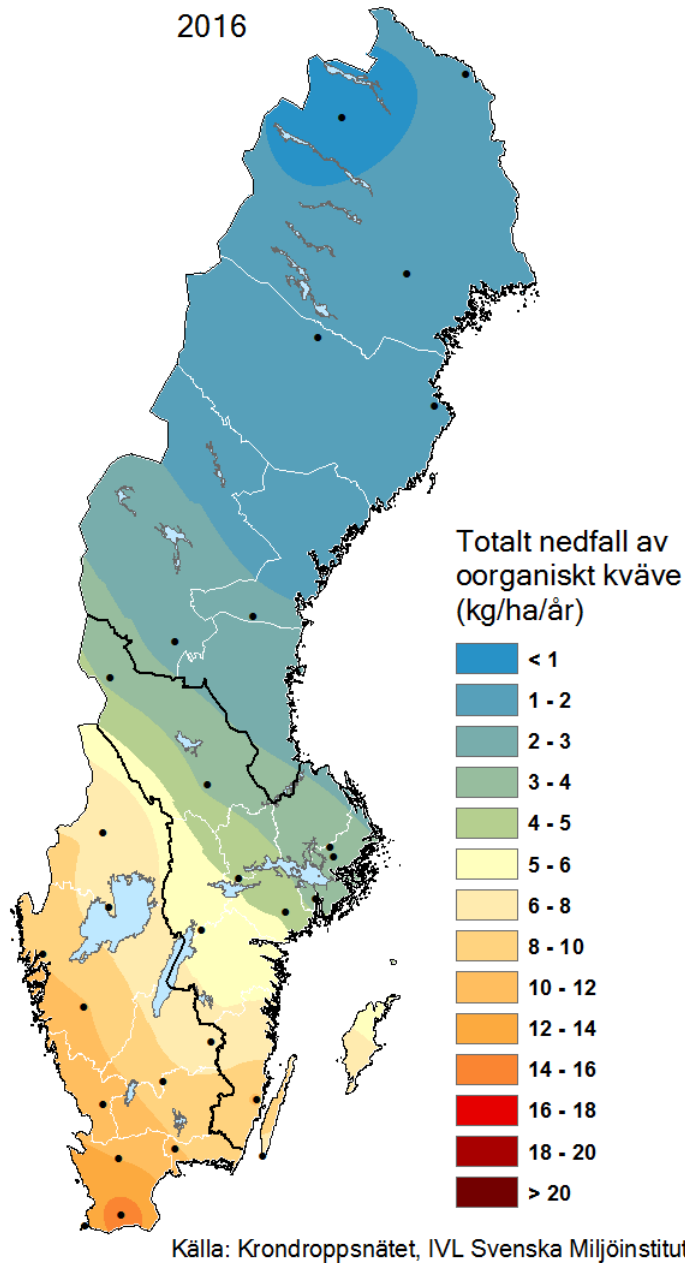 2016
Totalt nedfall av
oorganiskt kväve
(kg/ha/år)
< 1
1 - 2
2 - 3
3 - 4
4 - 5
5 - 6
6 - 8
8 - 10
10 - 12
12 - 14
14 - 16
16 - 18
18 - 20
> 20
Källa: Krondroppsnätet, IVL Svenska Miljöinstitut